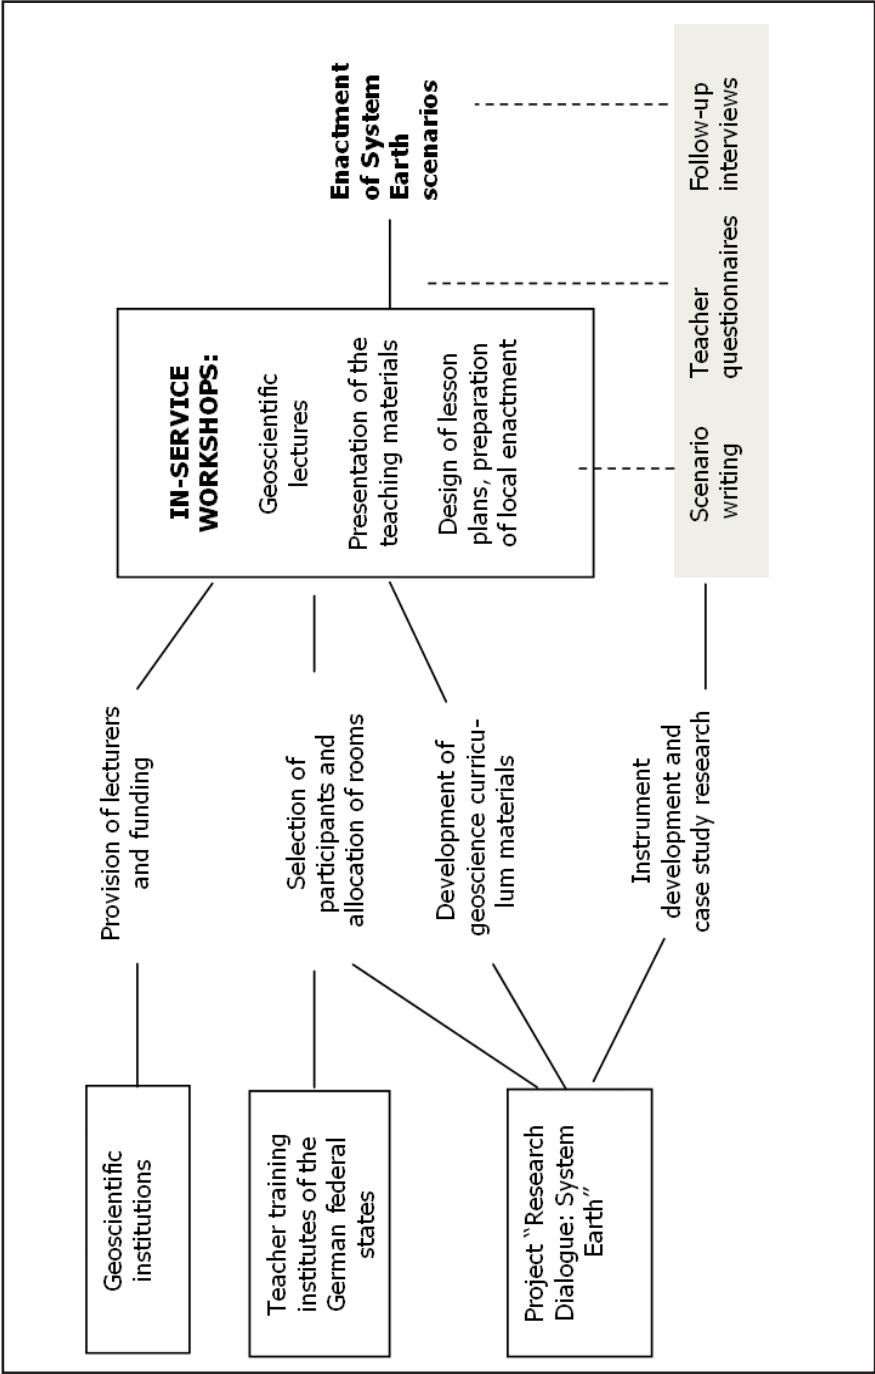 Geoscientific
institutions
Teacher training
institutes of the
German federal
states
Project “Research
Dialogue: System
Earth”
Provision of lecturers
and funding
Selection of
participants and
allocation of rooms
Development of
geoscience curricu-
lum materials
Instrument
development and
case study research
IN-SERVICE
WORKSHOPS:
Geoscientific
lectures
Presentation of the
teaching materials
Design of lesson
plans, preparation
of local enactment
Enactment
of System
Earth
scenarios
Scenario
writing
Teacher
questionnaires
Follow-up
interviews